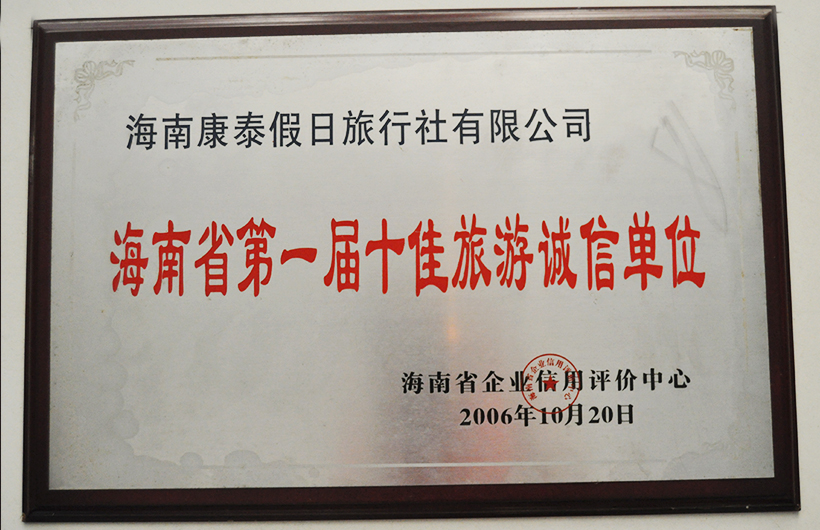 海南康泰假日旅行社有限公司
海南省第一届十佳旅游诚信单位
海南省企业信用评价中心
2006年10月20日